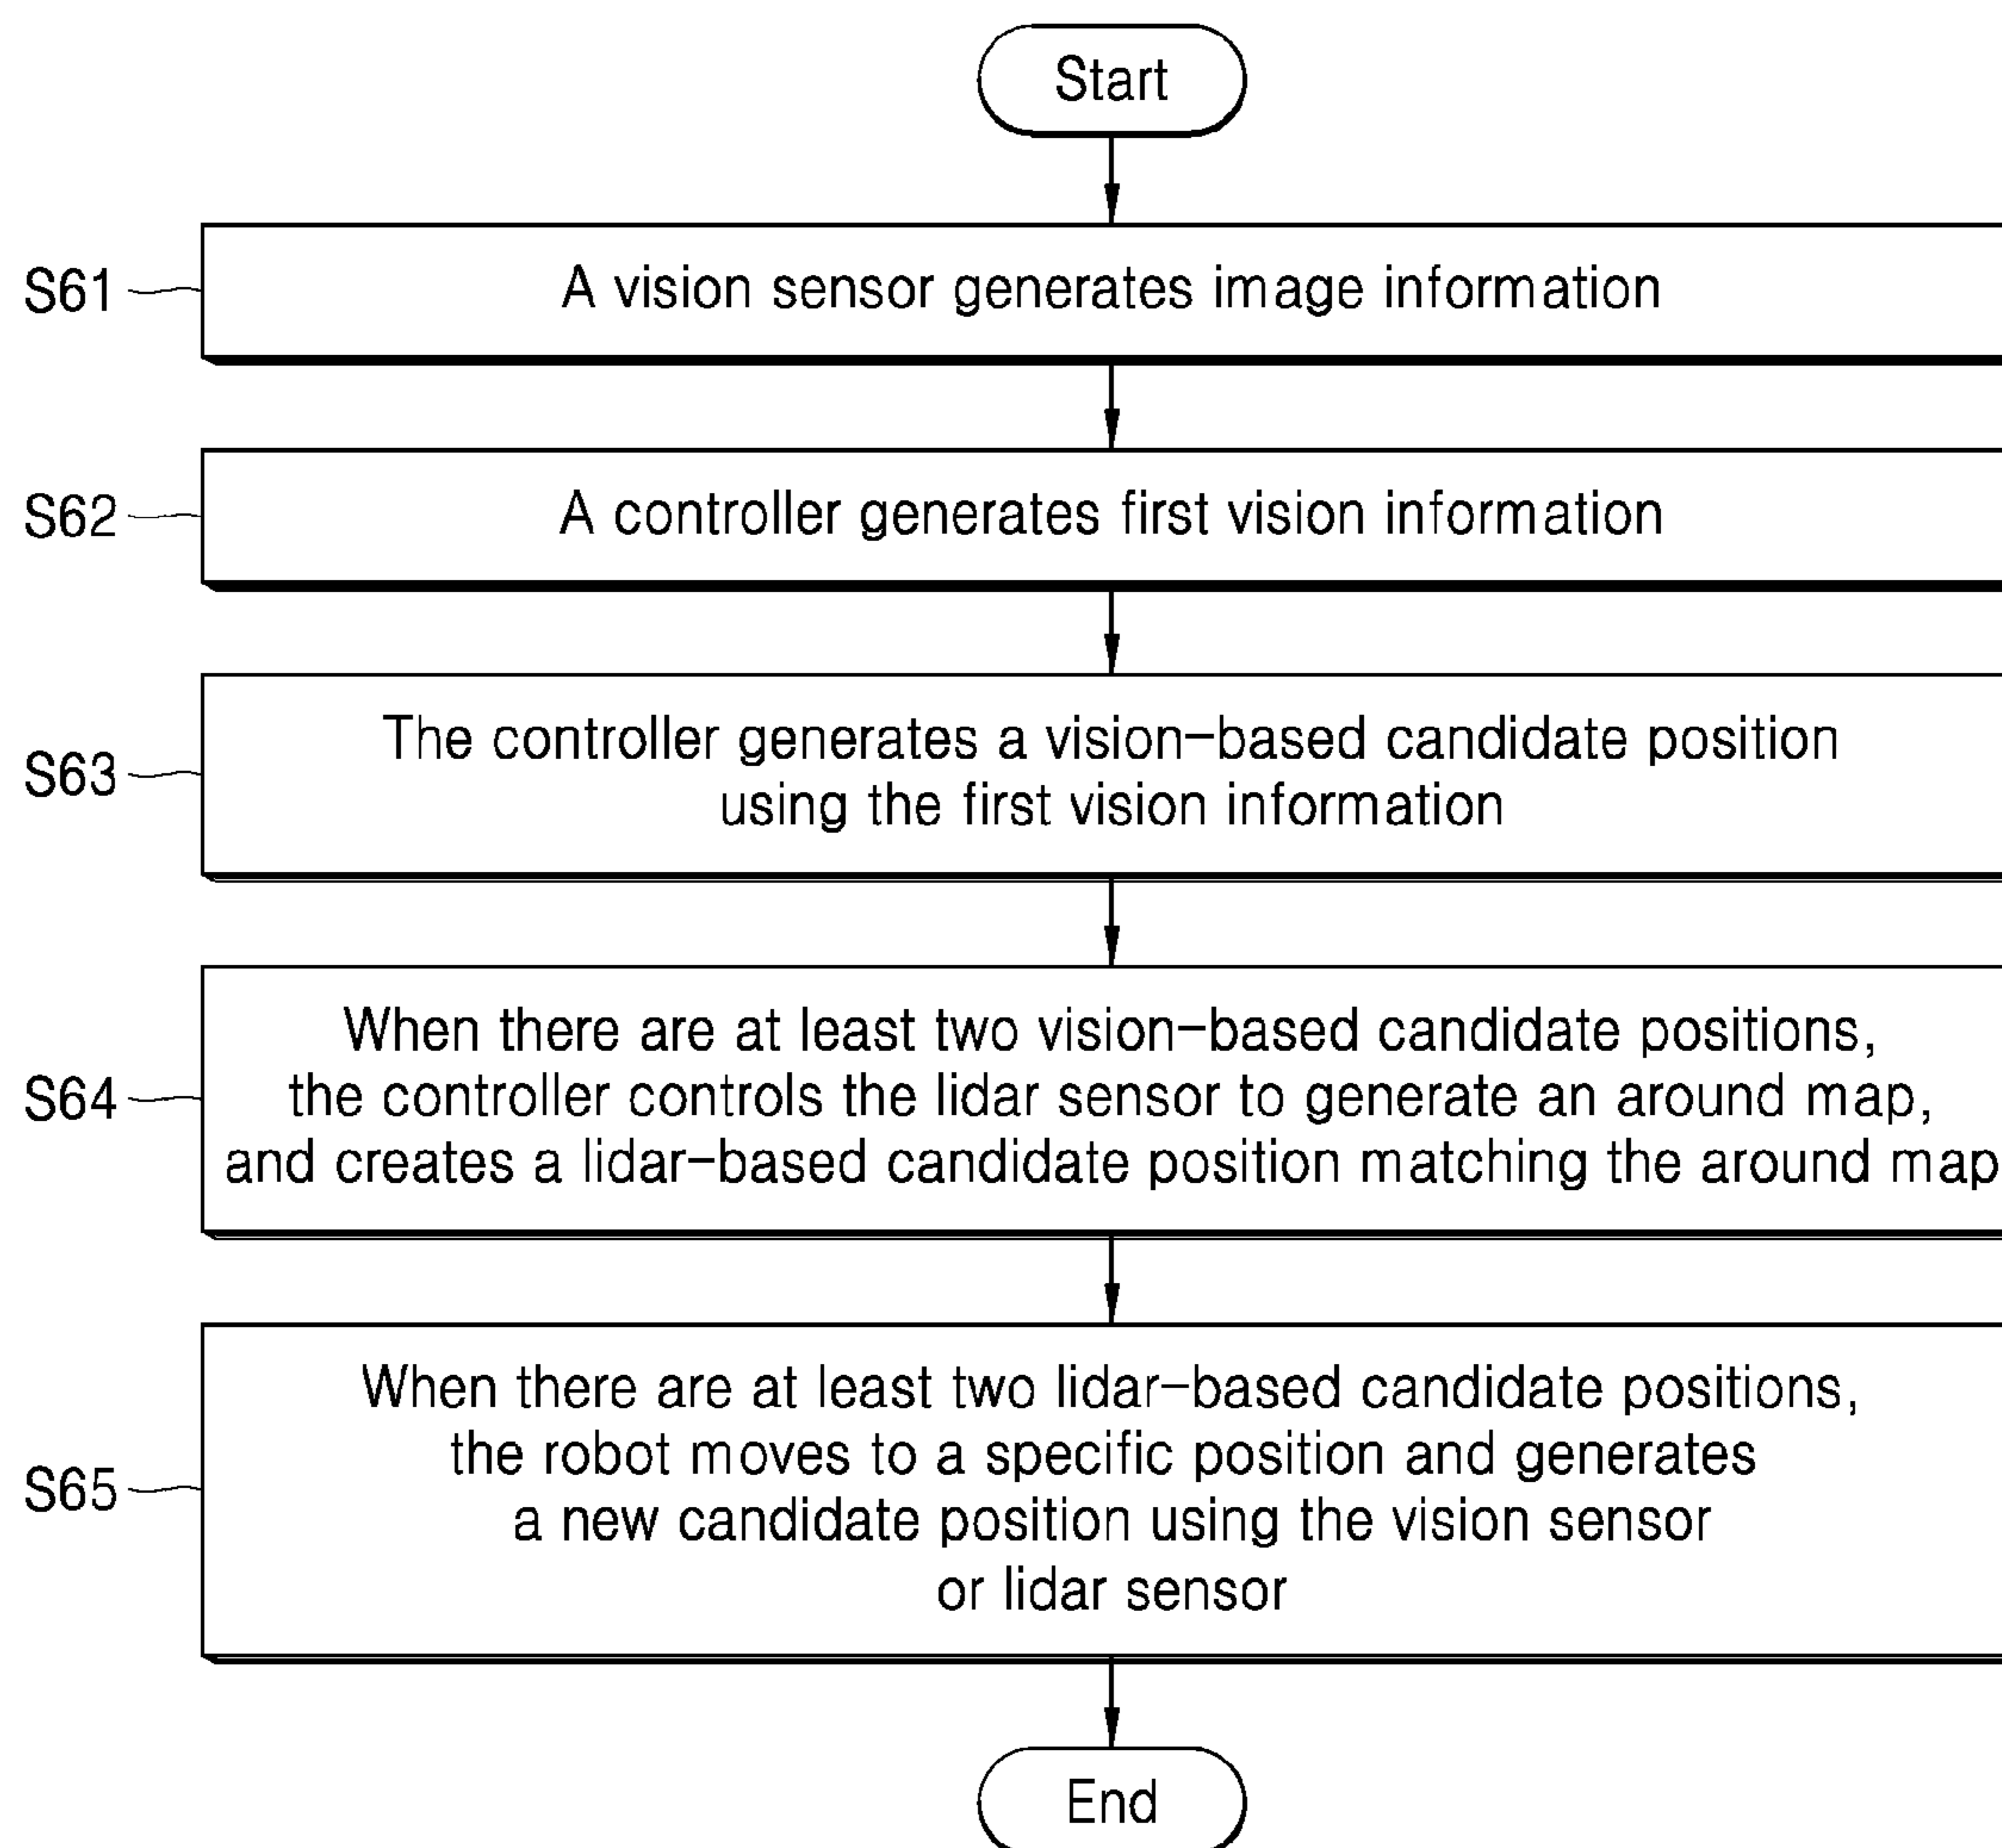 Start
S61
A vision sensor generates image information
S62
A controller generates first vision information
S63
The controller generates a vision-based candidate position
using the first vision information
S64
When there are at least two vision-based candidate positions,
the controller controls the lidar sensor to generate an around map,
and creates a lidar-based candidate position matching the around map
S65
When there are at least two lidar-based candidate positions,
the robot moves to a specific position and generates
a new candidate position using the vision sensor
or lidar sensor
End